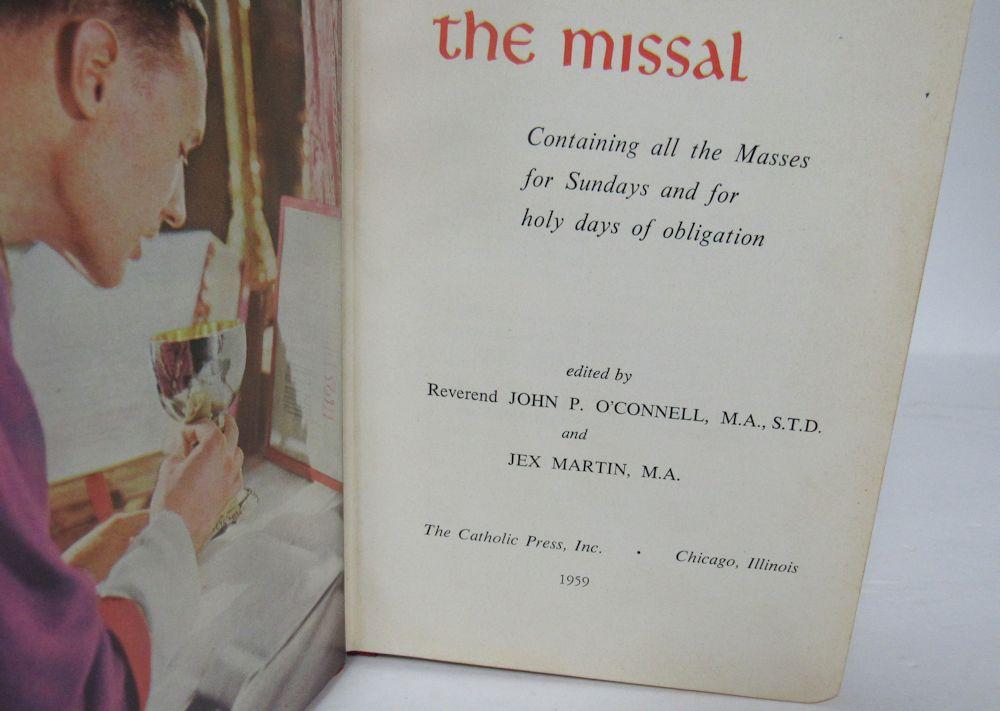 the missal
Containing all the Masses
for Sundays and for
holy days of obligation
edited by
Reverend JOHN P. O'CONNELL, M.A., S.T.D.
and
JEX MARTIN, M.A.
The Catholic Press, Inc. • Chicago, Illinois
1959